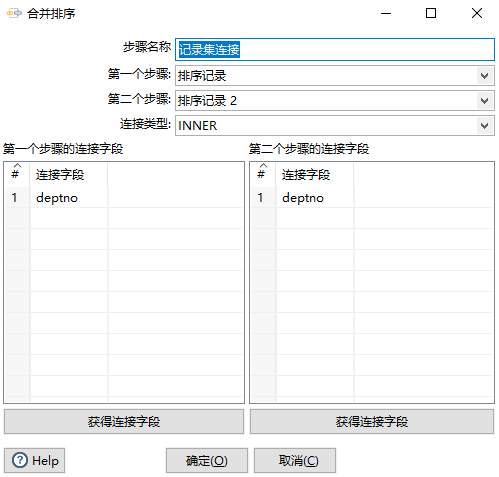 合并排序
步骤名称 记录集连接
第一个步骤: 排序记录
第二个步骤: 排序记录 2
连接类型: INNER
第一个步骤的连接字段 第二个步骤的连接字段
# 连接字段 # 连接字段
1 deptno 1 deptno
获得连接字段 获得连接字段
Help 确定(O) 取消(C)